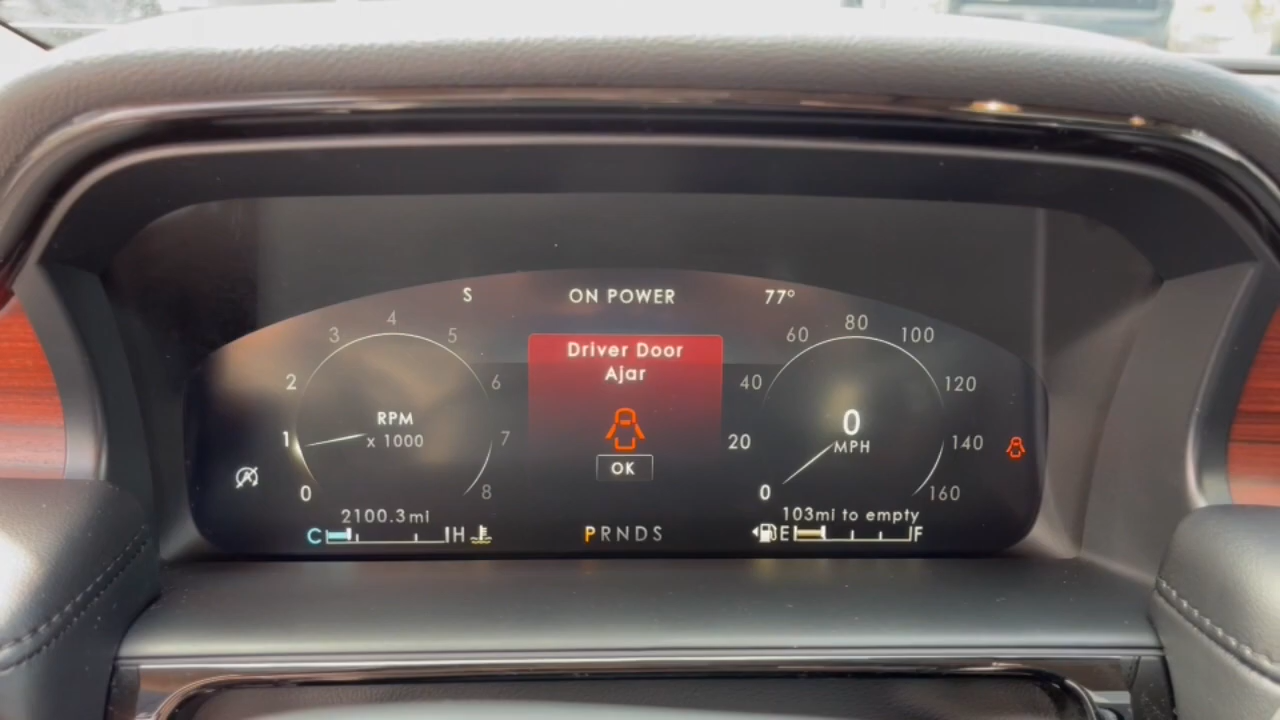 S ON POWER 77°
Driver Door
Ajar
OK
0 1 2 3 4 5 6 7 8
RPM
x 1000
0 20 40 60 80 100 120 140 160
0
MPH
2100.3mi
C H
PRNDS
103mi to empty
E F